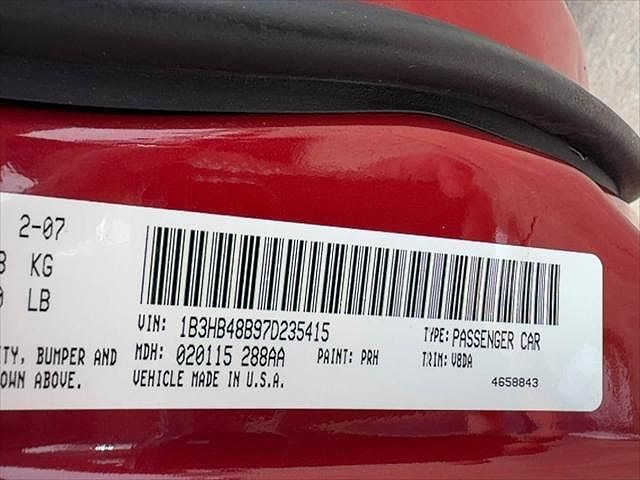 2-07
KG
LB
VIN: 1B3HB48B97D235415
TYPE: PASSENGER CAR
ITY, BUMPER AND
MDH: 020115 288AA
PAINT: PRH
TRIM: V8DA
OWN ABOVE.
VEHICLE MADE IN U.S.A.
4658843